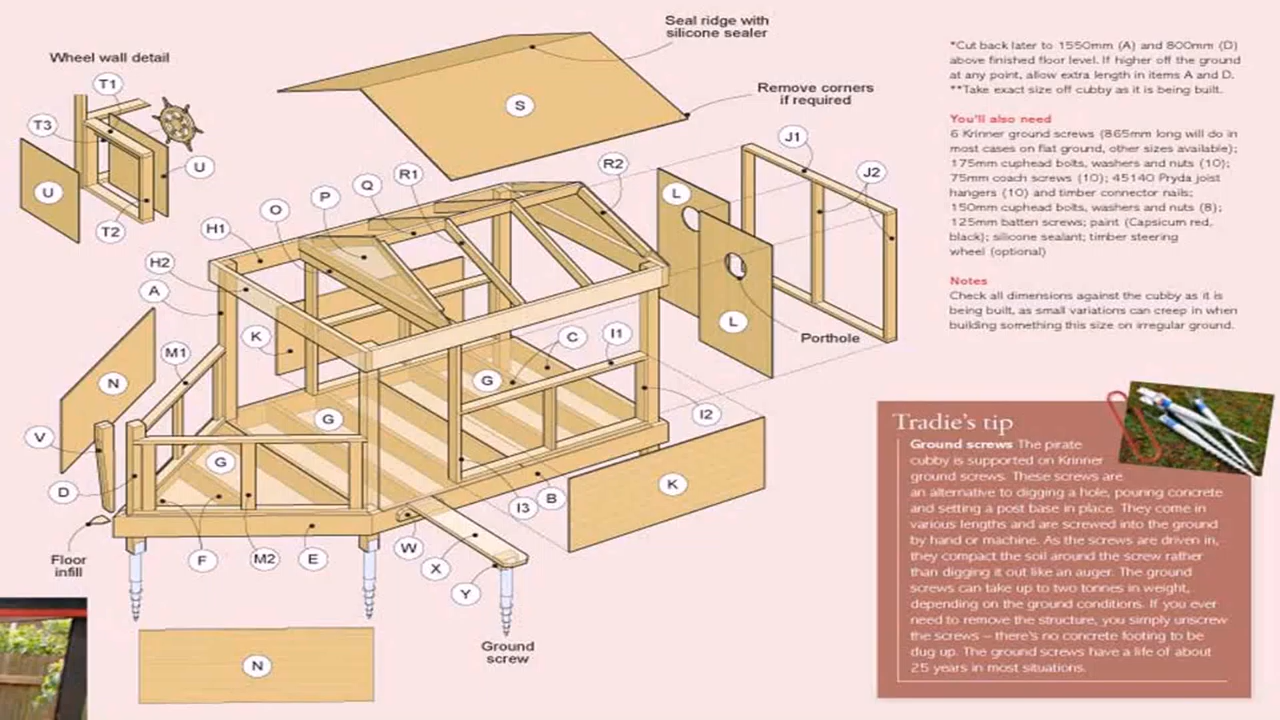 Wheel wall detail
T1
T3
U
U
T2
Seal ridge with
silicone sealer
S
Remove corners
if required
J1
J2
R2
R1
Q
P
O
H1
H2
A
L
L
Porthole
K
M1
N
C
I1
G
G
G
I2
V
D
K
B
I3
Floor
infill
F
M2
E
W
X
Y
Ground
screw
N
*Cut back later to 1550mm (A) and 800mm (D)
above finished floor level. If higher off the ground
at any point, allow extra length in items A and D.
**Take exact size off cubby as it is being built.
You'll also need
6 Krinner ground screws (865mm long will do in
most cases on flat ground, other sizes available);
175mm cuphead bolts, washers and nuts (10);
75mm coach screws (10); 45140 Pryda joist
hangers (10) and timber connector nails;
150mm cuphead bolts, washers and nuts (8);
125mm batten screws; paint (Capsicum red,
black); silicone sealant; timber steering
wheel (optional)
Notes
Check all dimensions against the cubby as it is
being built, as small variations can creep in when
building something this size on irregular ground.
Tradie's tip
Ground screws The pirate
cubby is supported on Krinner
ground screws. These screws are
an alternative to digging a hole, pouring concrete
and setting a post base in place. They come in
various lengths and are screwed into the ground
by hand or machine. As the screws are driven in,
they compact the soil around the screw rather
than digging it out like an auger. The ground
screws can take up to two tonnes in weight,
depending on the ground conditions. If you ever
need to remove the structure, you simply unscrew
the screws – there's no concrete footing to be
dug up. The ground screws have a life of about
25 years in most situations.